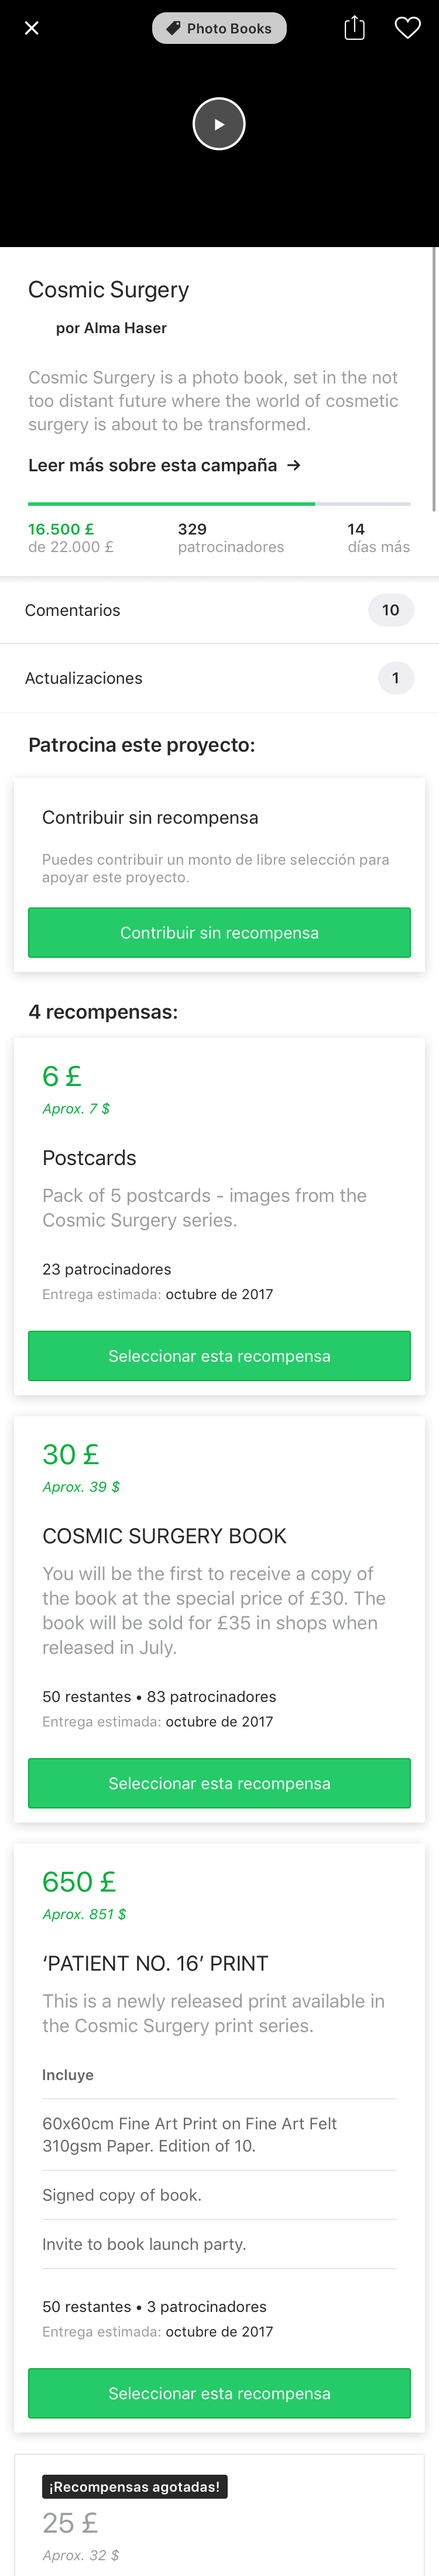 Photo Books
Cosmic Surgery
por Alma Haser
Cosmic Surgery is a photo book, set in the not
too distant future where the world of cosmetic
surgery is about to be transformed.
Leer más sobre esta campaña →
16.500 £ 329 14
de 22.000 £ patrocinadores días más
Comentarios 10
Actualizaciones 1
Patrocina este proyecto:
Contribuir sin recompensa
Puedes contribuir un monto de libre selección para
apoyar este proyecto.
Contribuir sin recompensa
4 recompensas:
6 £
Aprox. 7 $
Postcards
Pack of 5 postcards - images from the
Cosmic Surgery series.
23 patrocinadores
Entrega estimada: octubre de 2017
Seleccionar esta recompensa
30 £
Aprox. 39 $
COSMIC SURGERY BOOK
You will be the first to receive a copy of
the book at the special price of £30. The
book will be sold for £35 in shops when
released in July.
50 restantes • 83 patrocinadores
Entrega estimada: octubre de 2017
Seleccionar esta recompensa
650 £
Aprox. 851 $
‘PATIENT NO. 16’ PRINT
This is a newly released print available in
the Cosmic Surgery print series.
Incluye
60x60cm Fine Art Print on Fine Art Felt
310gsm Paper. Edition of 10.
Signed copy of book.
Invite to book launch party.
50 restantes • 3 patrocinadores
Entrega estimada: octubre de 2017
Seleccionar esta recompensa
¡Recompensas agotadas!
25 £
Aprox. 32 $